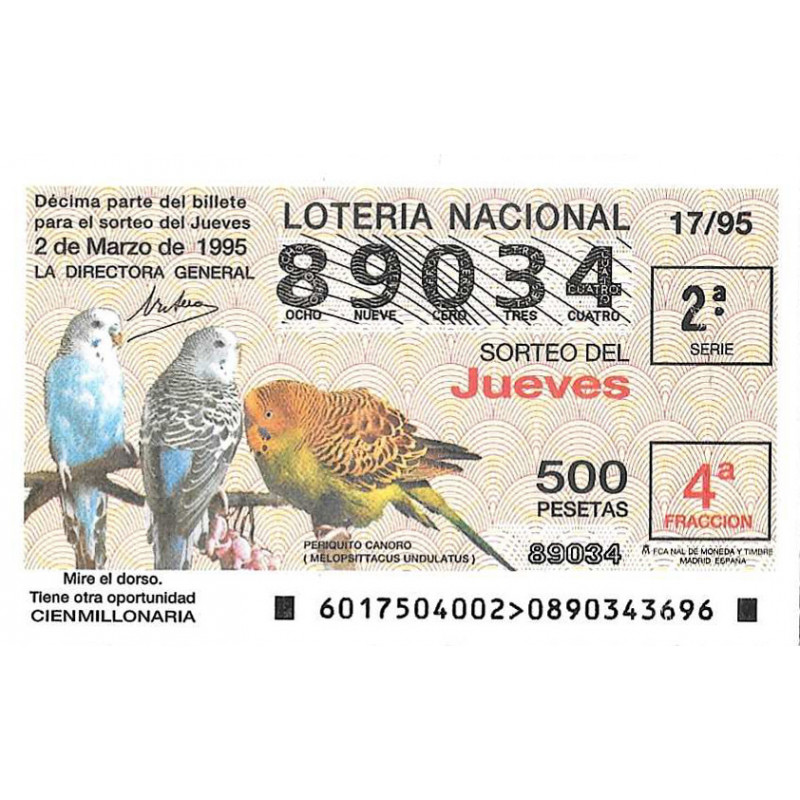 Décima parte del billete
para el sorteo del Jueves
2 de Marzo de 1995
LA DIRECTORA GENERAL
LOTERIA NACIONAL
17/95
89034
OCHO NUEVE CERO TRES CUATRO
2ª
SERIE
SORTEO DEL
Jueves
500
PESETAS
4ª
FRACCION
PERIQUITO CANORO
(MELOPSITTACUS UNDULATUS)
89034
FCA NAL DE MONEDA Y TIMBRE
MADRID ESPAÑA
Mire el dorso.
Tiene otra oportunidad
CIENMILLONARIA
6017504002>0890343696